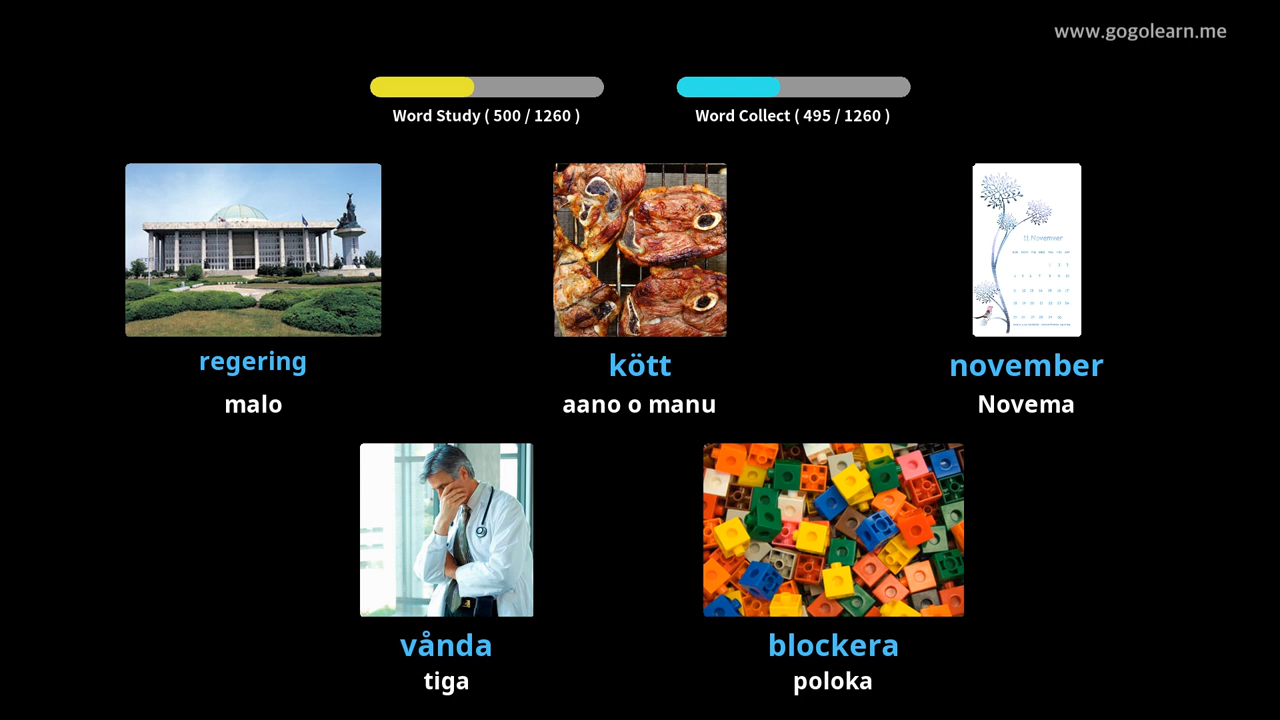 www.gogolearn.me
Word Study ( 500 / 1260 )
Word Collect ( 495 / 1260 )
regering
kött
november
malo
aano o manu
Novema
vånda
blockera
tiga
poloka